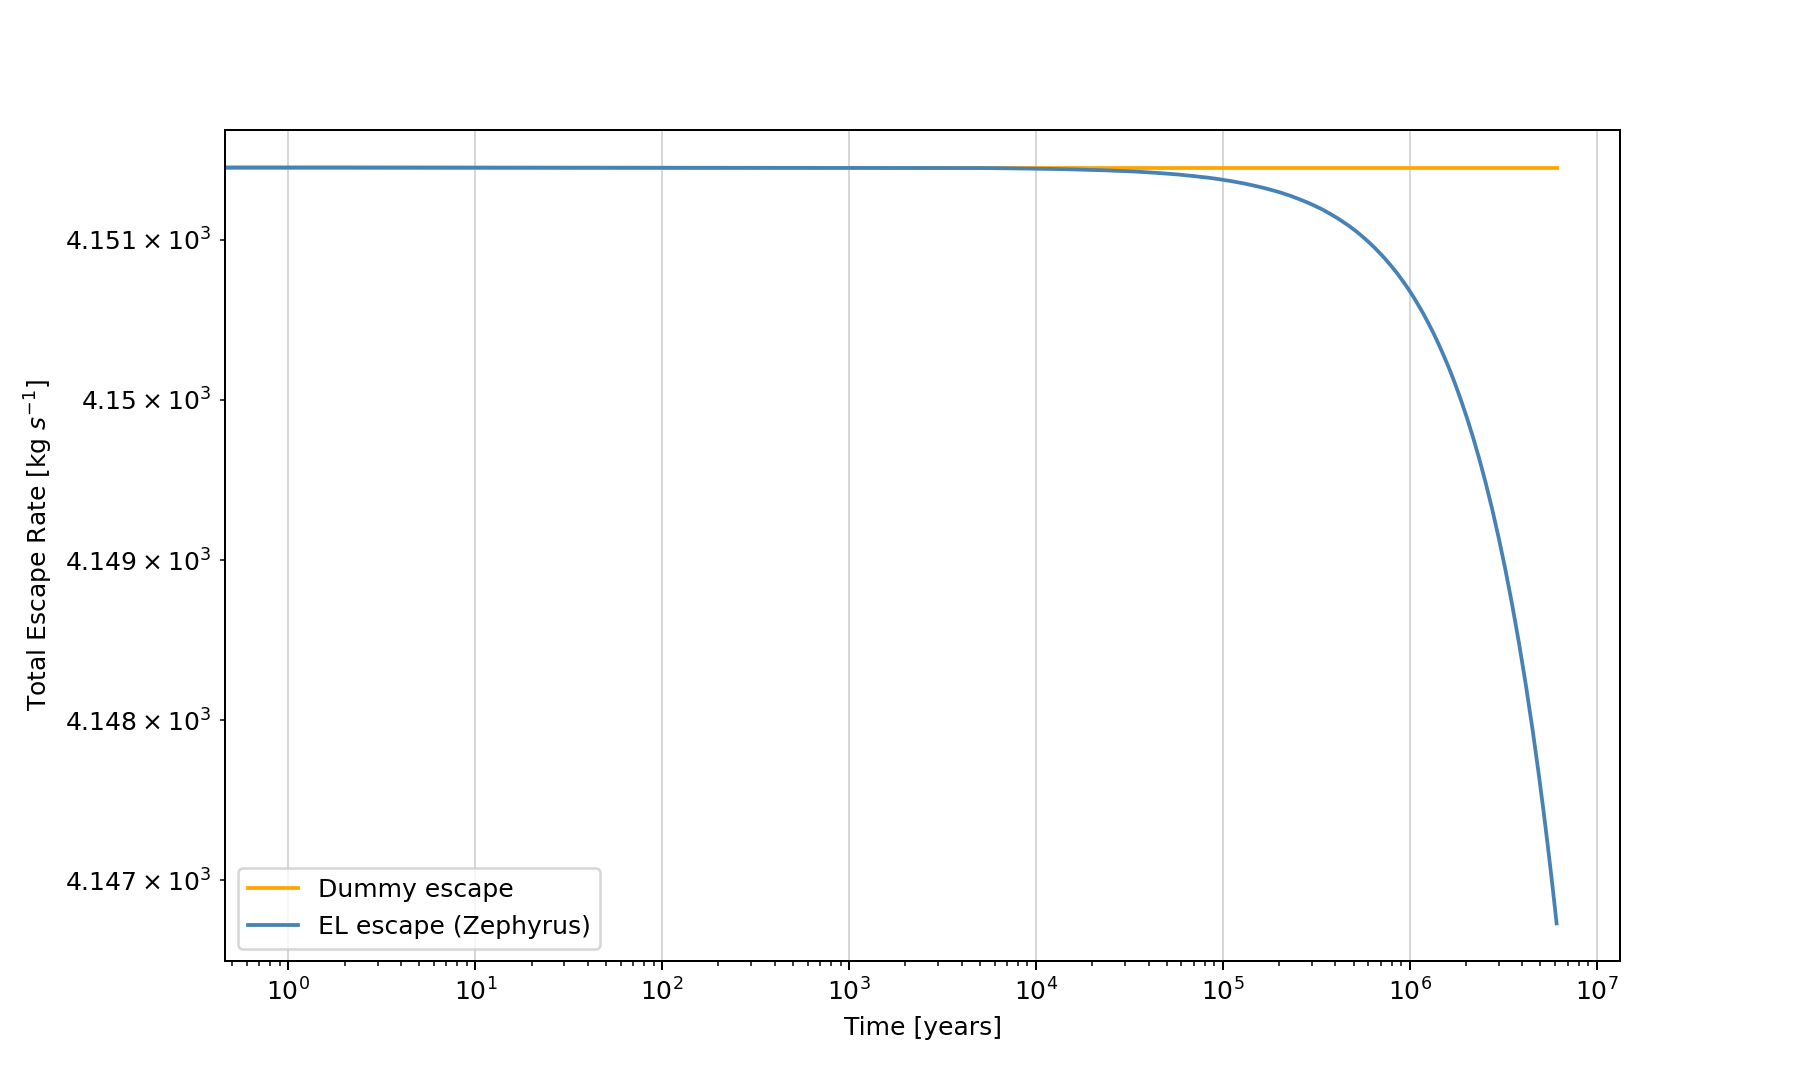 Total Escape Rate [kg s⁻¹]
4.151 × 10³
4.15 × 10³
4.149 × 10³
4.148 × 10³
4.147 × 10³
Dummy escape
EL escape (Zephyrus)
10⁰ 10¹ 10² 10³ 10⁴ 10⁵ 10⁶ 10⁷
Time [years]